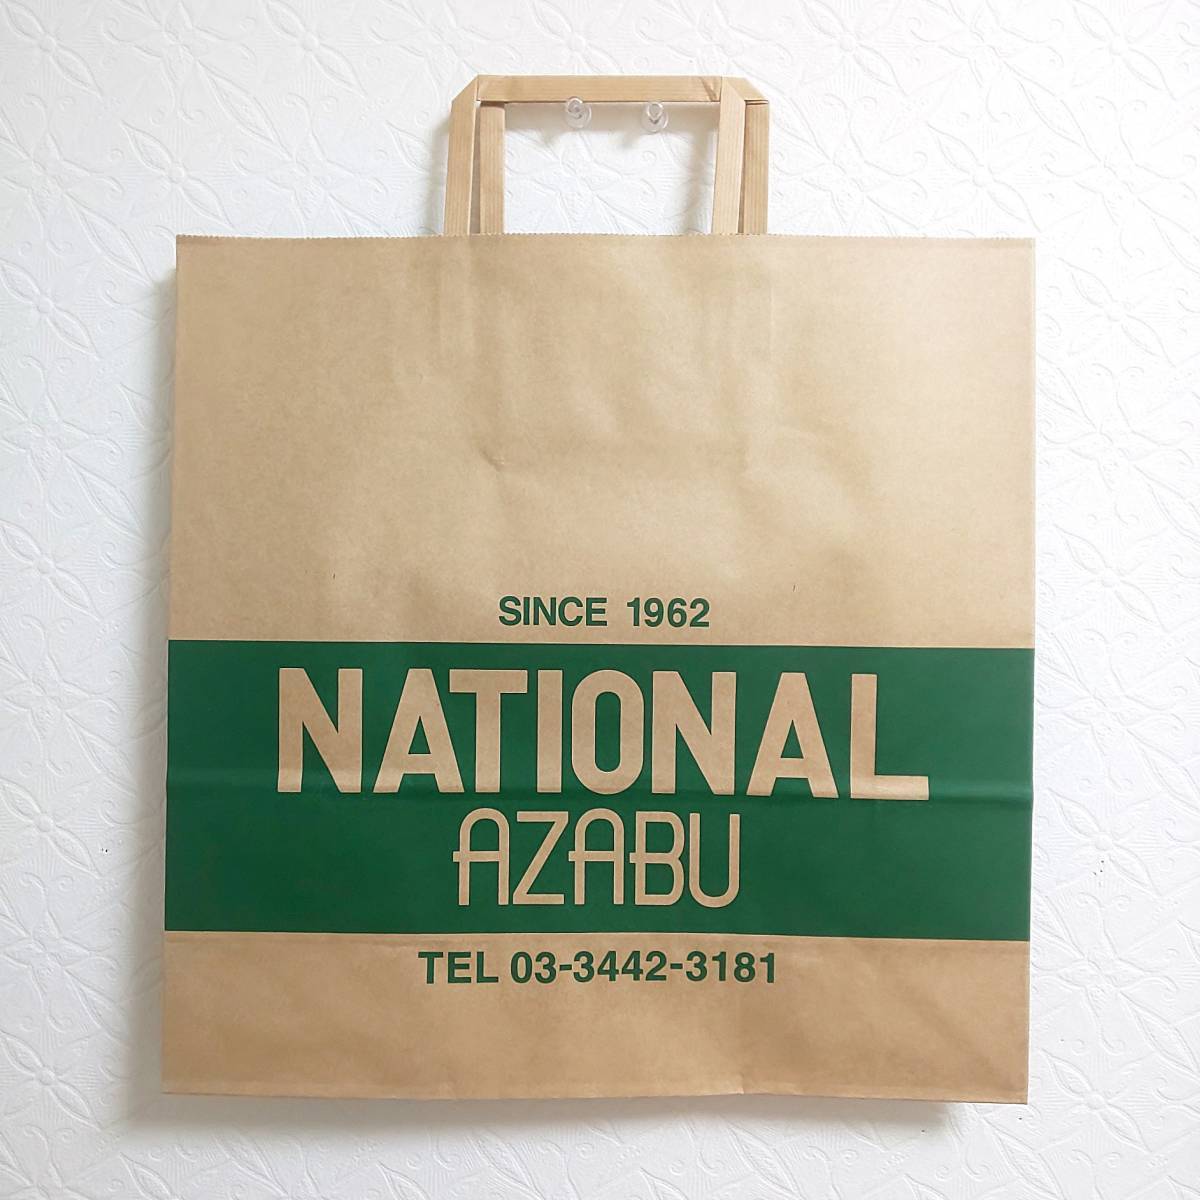 SINCE 1962
NATIONAL
AZABU
TEL 03-3442-3181